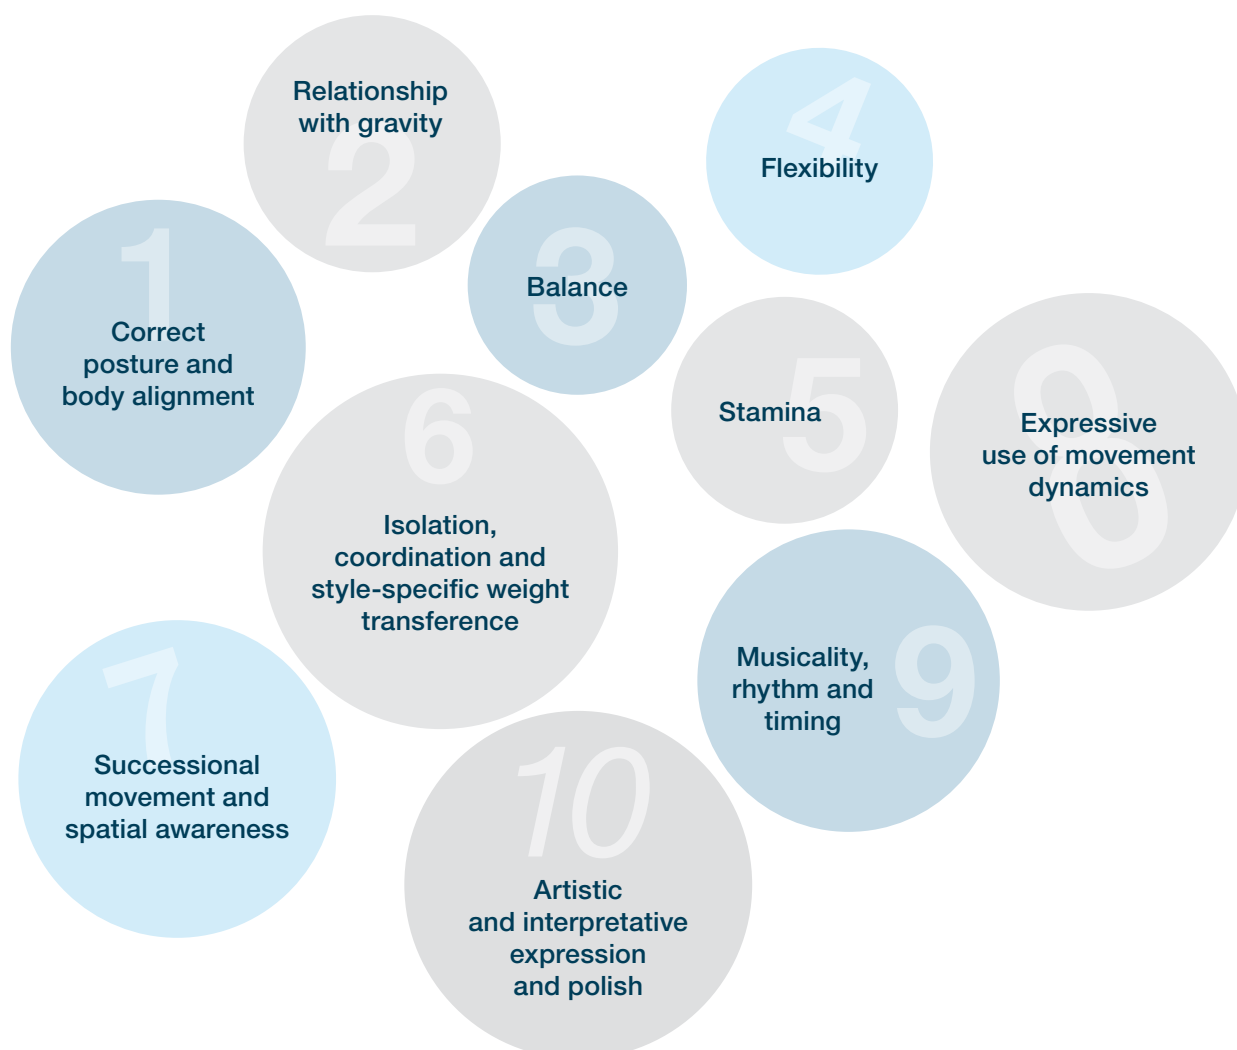 1
Correct
posture and
body alignment
2
Relationship
with gravity
3
Balance
4
Flexibility
5
Stamina
6
Isolation,
coordination and
style-specific weight
transference
7
Successional
movement and
spatial awareness
8
Expressive
use of movement
dynamics
9
Musicality,
rhythm and
timing
10
Artistic
and interpretative
expression
and polish